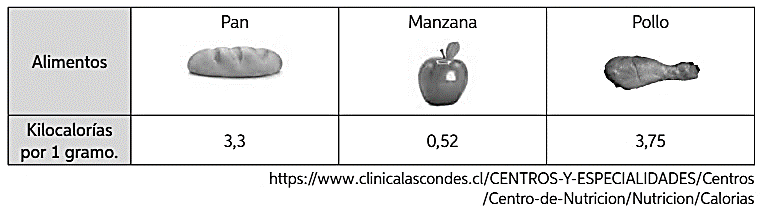 Alimentos
Pan
Manzana
Pollo
Kilocalorías
por 1 gramo.
3,3
0,52
3,75
https://www.clinicalascondes.cl/CENTROS-Y-ESPECIALIDADES/Centros
/Centro-de-Nutricion/Nutricion/Calorias